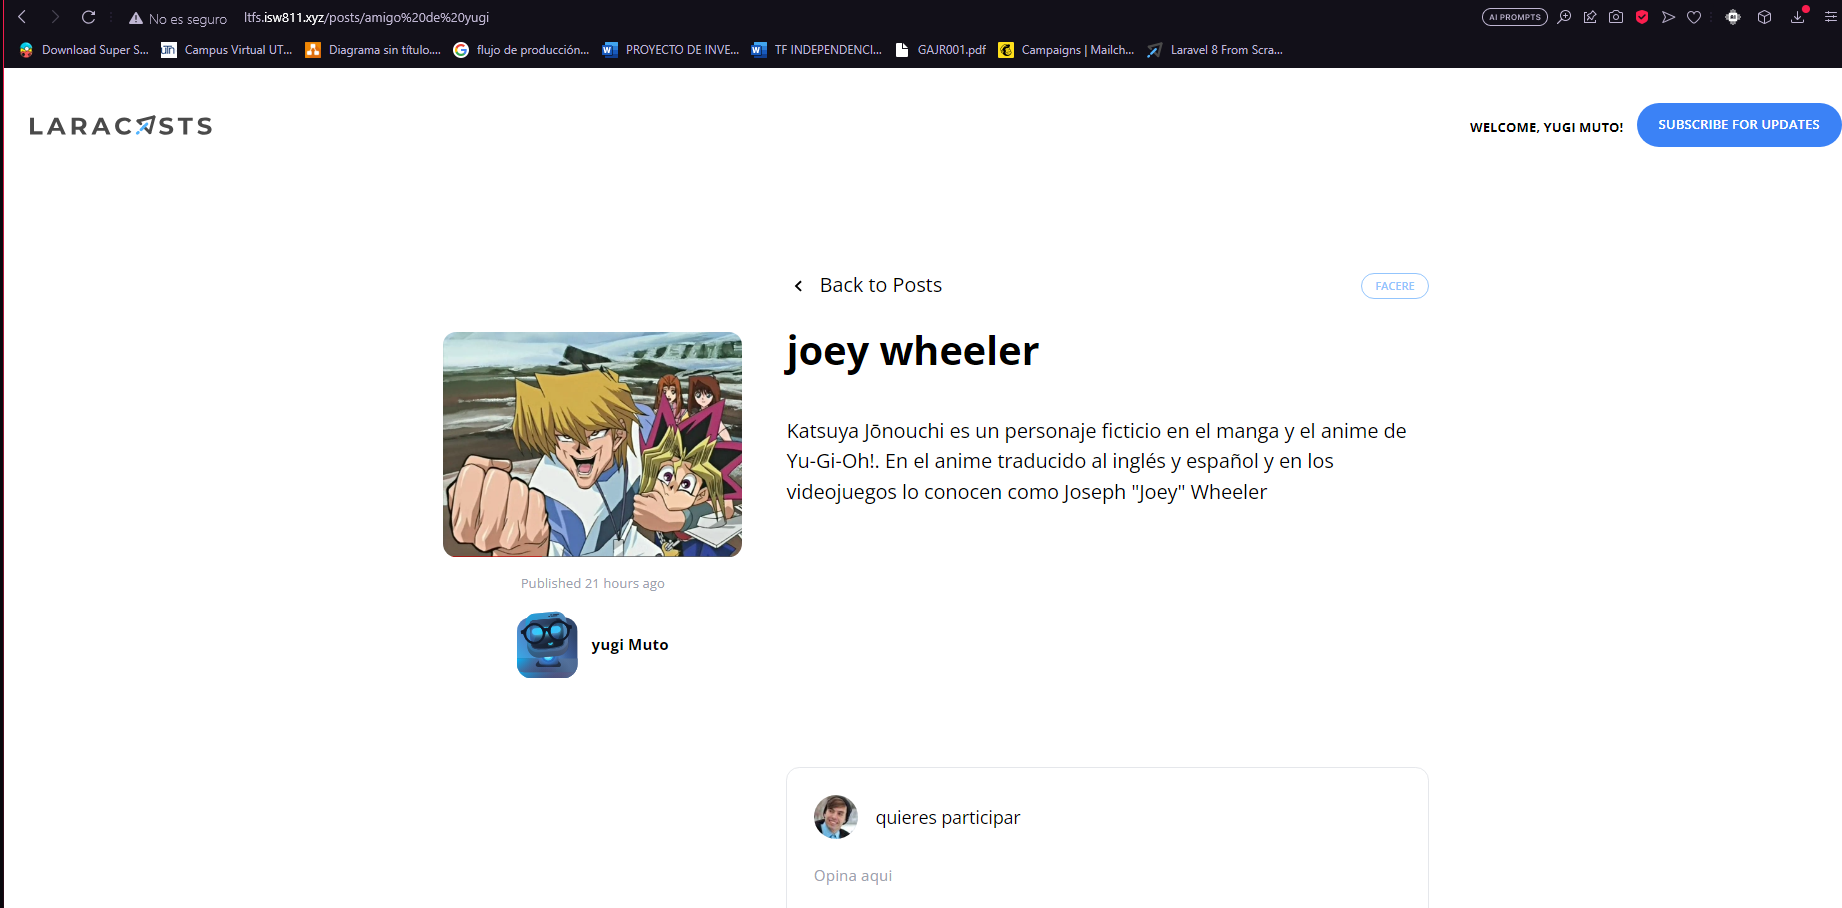 No es seguro
ltfs.isw811.xyz/posts/amigo%20de%20yugi
AI PROMPTS
Download Super S...
Campus Virtual UT...
Diagrama sin título....
flujo de producción...
PROYECTO DE INVE...
TF INDEPENDENCI...
GAJR001.pdf
Campaigns | Mailch...
Laravel 8 From Scra...
LARACASTS
WELCOME, YUGI MUTO!
SUBSCRIBE FOR UPDATES
Back to Posts
FACERE
joey wheeler
Katsuya Jōnouchi es un personaje ficticio en el manga y el anime de
Yu-Gi-Oh!. En el anime traducido al inglés y español y en los
videojuegos lo conocen como Joseph "Joey" Wheeler
Published 21 hours ago
yugi Muto
quieres participar
Opina aqui